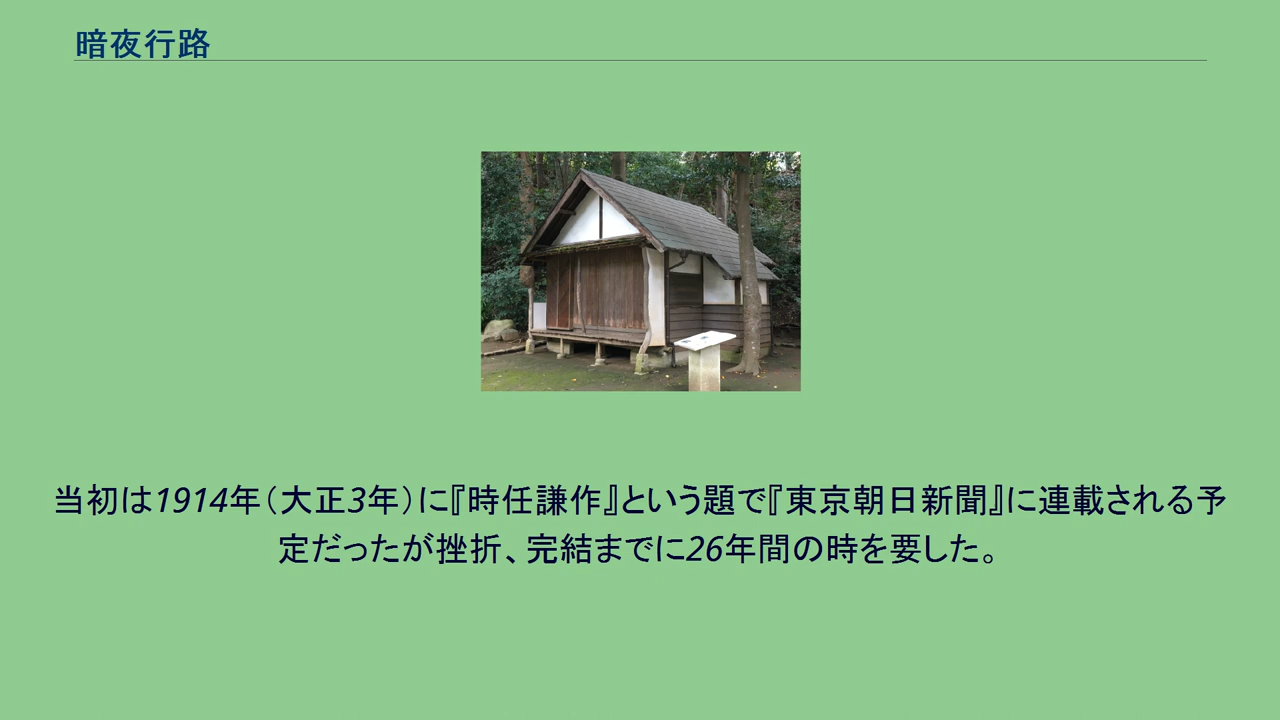 暗夜行路
当初は1914年（大正3年）に『時任謙作』という題で『東京朝日新聞』に連載される予
定だったが挫折、完結までに26年間の時を要した。